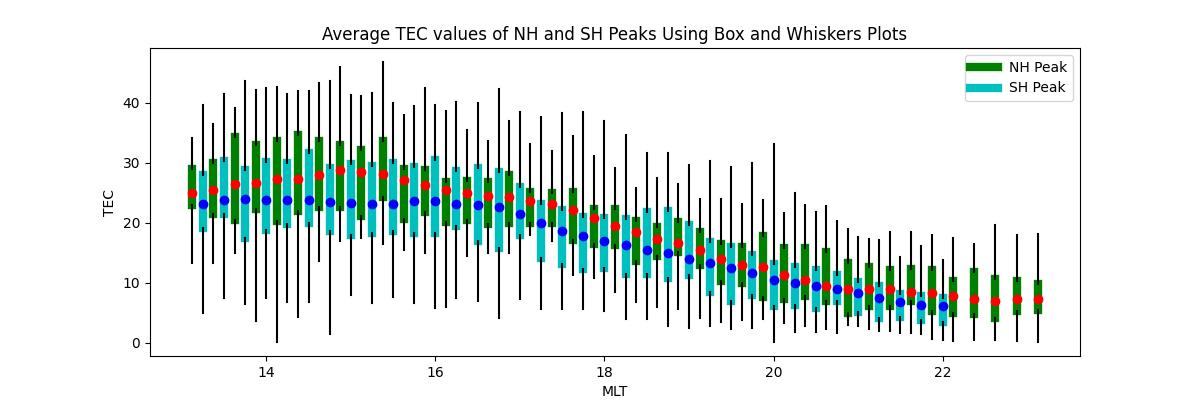 Average TEC values of NH and SH Peaks Using Box and Whiskers Plots
NH Peak
SH Peak
TEC
40
30
20
10
0
14 16 18 20 22
MLT